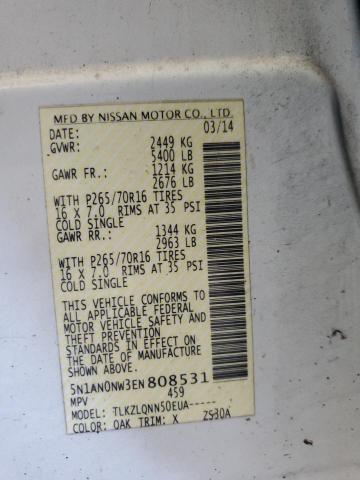 MFD BY NISSAN MOTOR CO., LTD
DATE: 03/14
GVWR: 2449 KG
5400 LB
GAWR FR.: 1214 KG
2676 LB
WITH P265/70R16 TIRES
16 X 7.0 RIMS AT 35 PSI
COLD SINGLE
GAWR RR.: 1344 KG
2963 LB
WITH P265/70R16 TIRES
16 X 7.0 RIMS AT 35 PSI
COLD SINGLE
THIS VEHICLE CONFORMS TO
ALL APPLICABLE FEDERAL
MOTOR VEHICLE SAFETY AND
THEFT PREVENTION
STANDARDS IN EFFECT ON
THE DATE OF MANUFACTURE
SHOWN ABOVE.
5N1AN0NW3EN808531
MPV 459
MODEL: TLKZLQNN50EUA-----
COLOR: QAK TRIM: X ZS30A